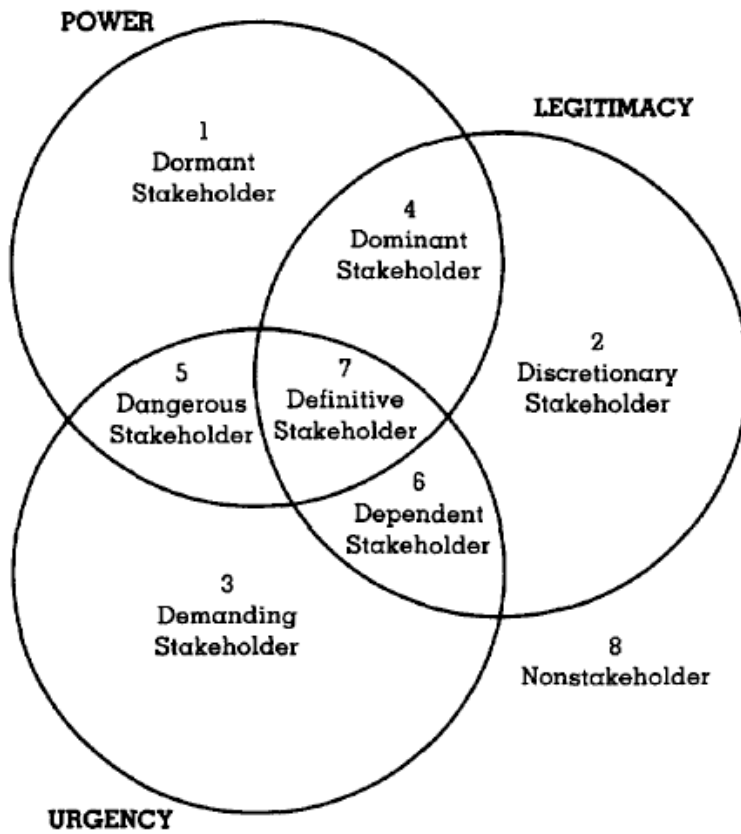 POWER
LEGITIMACY
1
Dormant
Stakeholder
4
Dominant
Stakeholder
2
Discretionary
Stakeholder
5
Dangerous
Stakeholder
7
Definitive
Stakeholder
6
Dependent
Stakeholder
3
Demanding
Stakeholder
8
Nonstakeholder
URGENCY